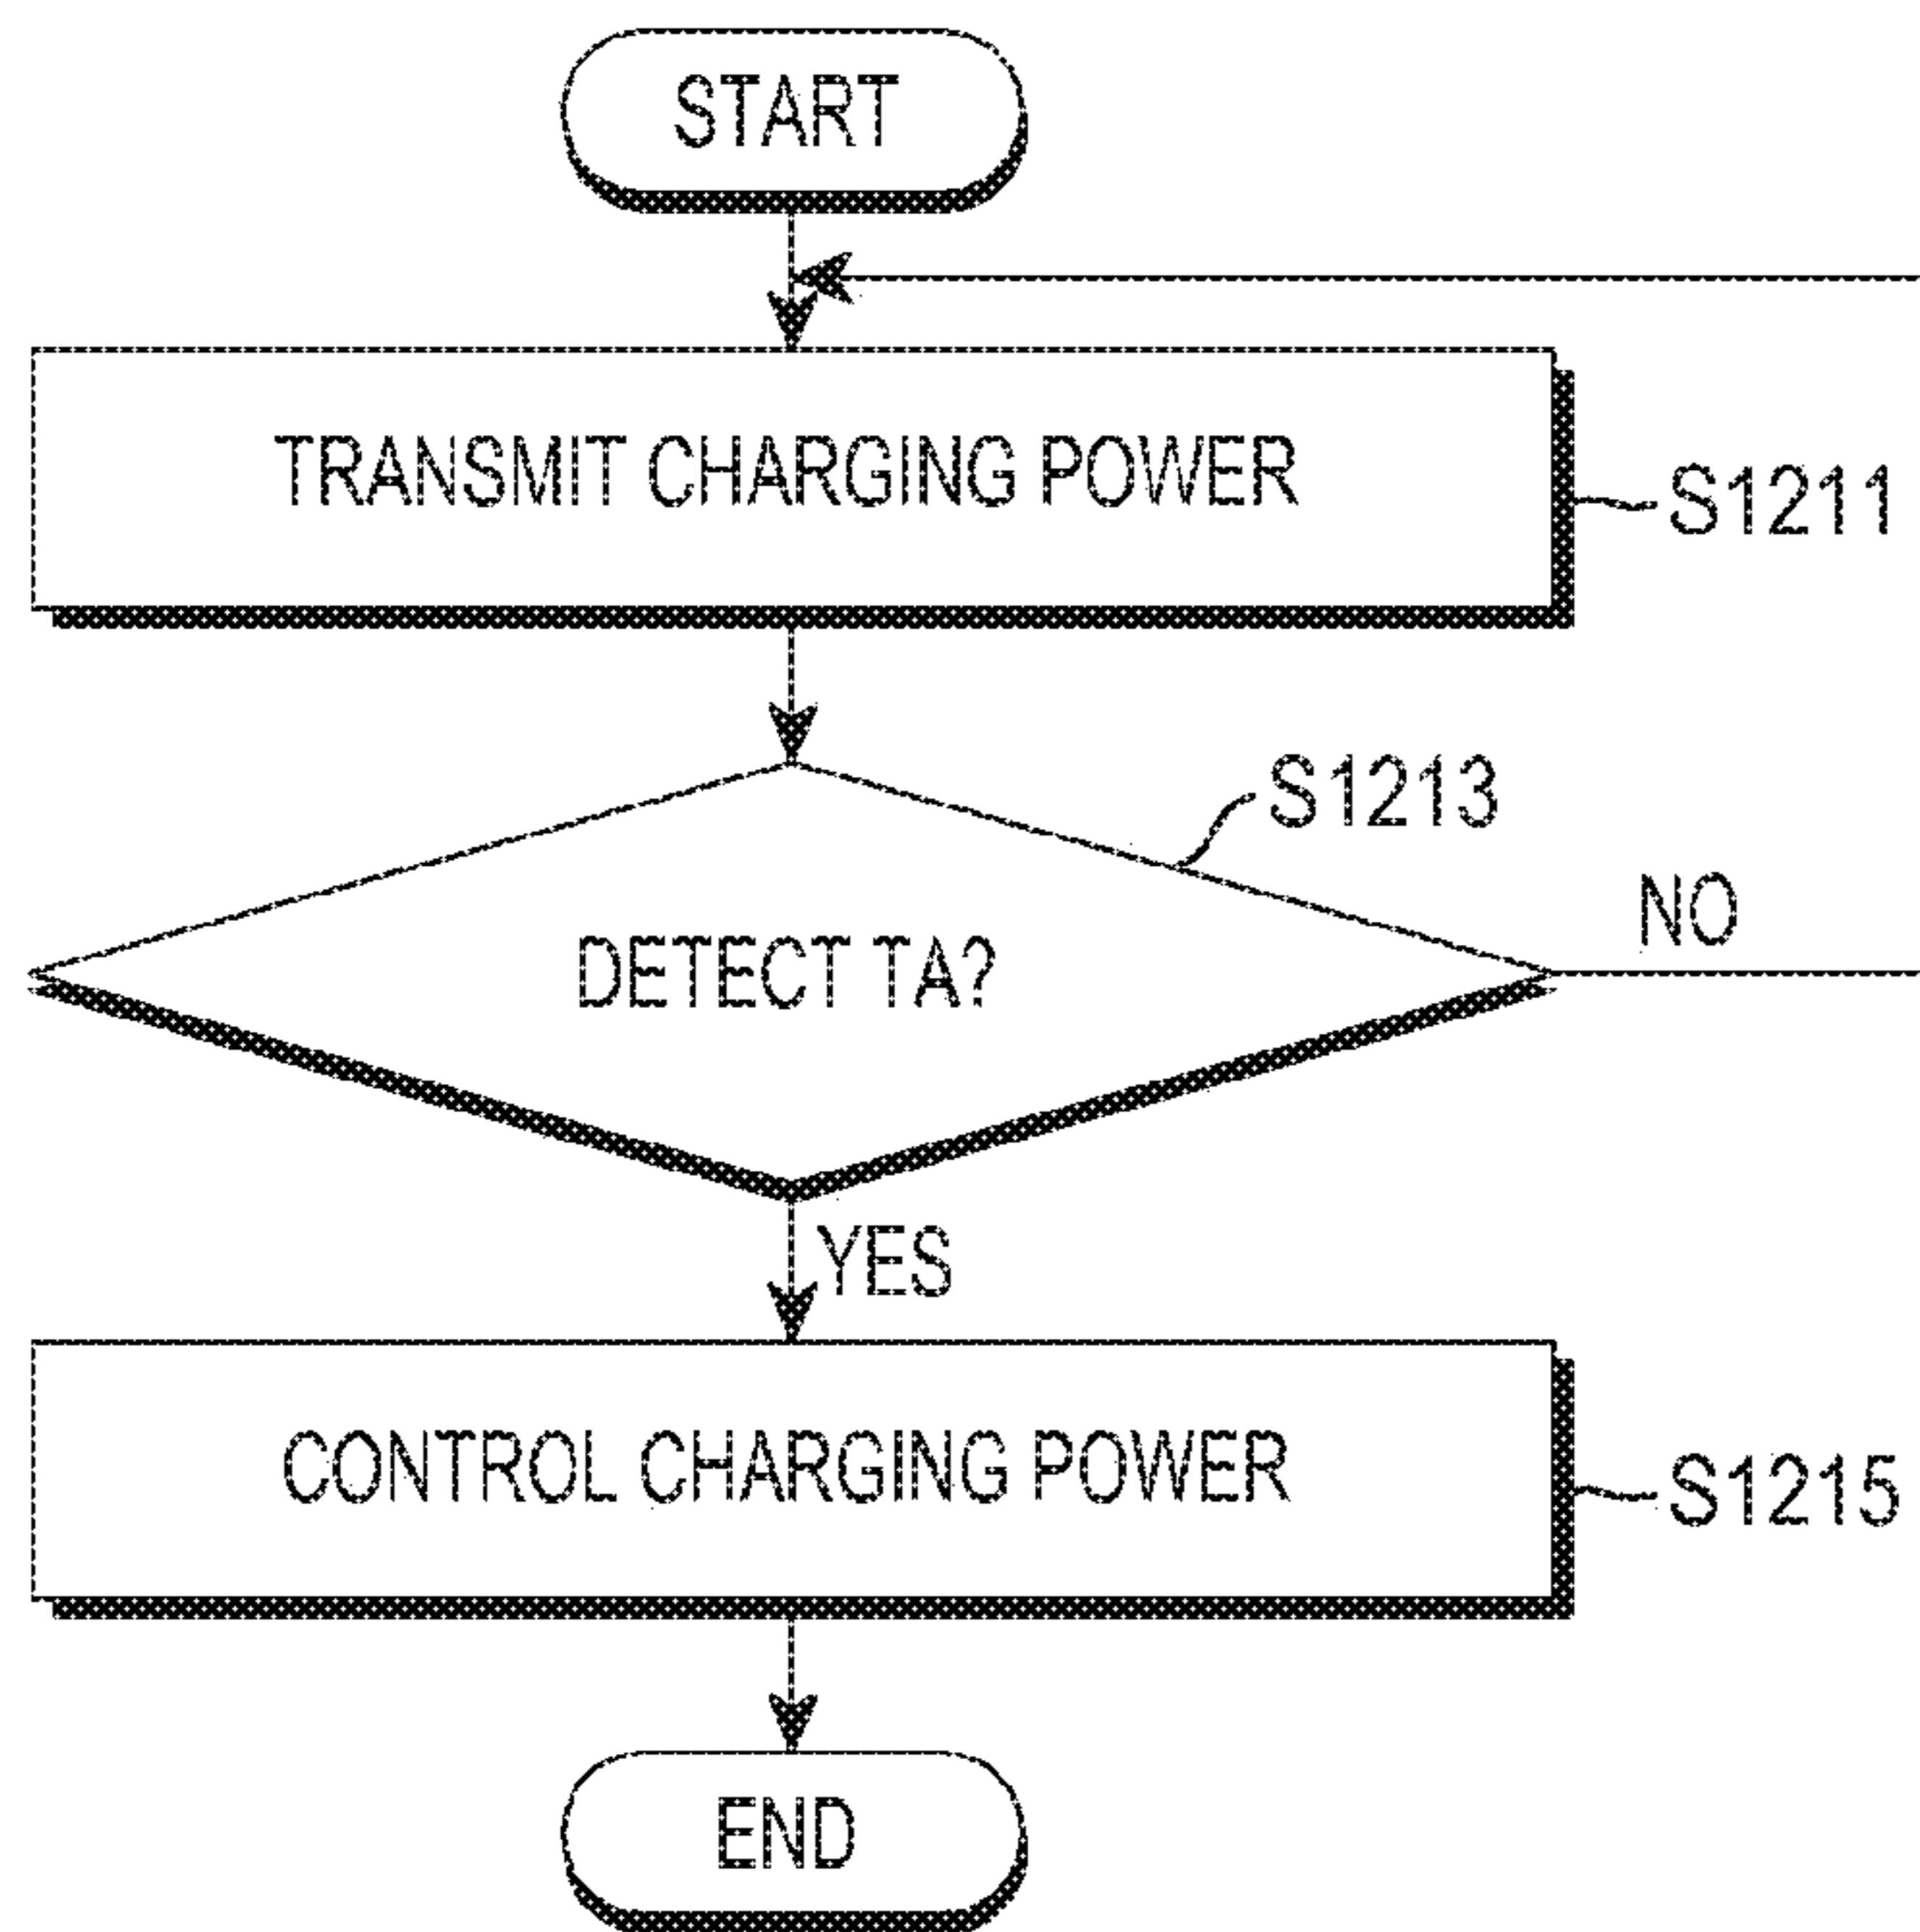 START
TRANSMIT CHARGING POWER
S1211
S1213
NO
DETECT TA?
YES
CONTROL CHARGING POWER
S1215
END